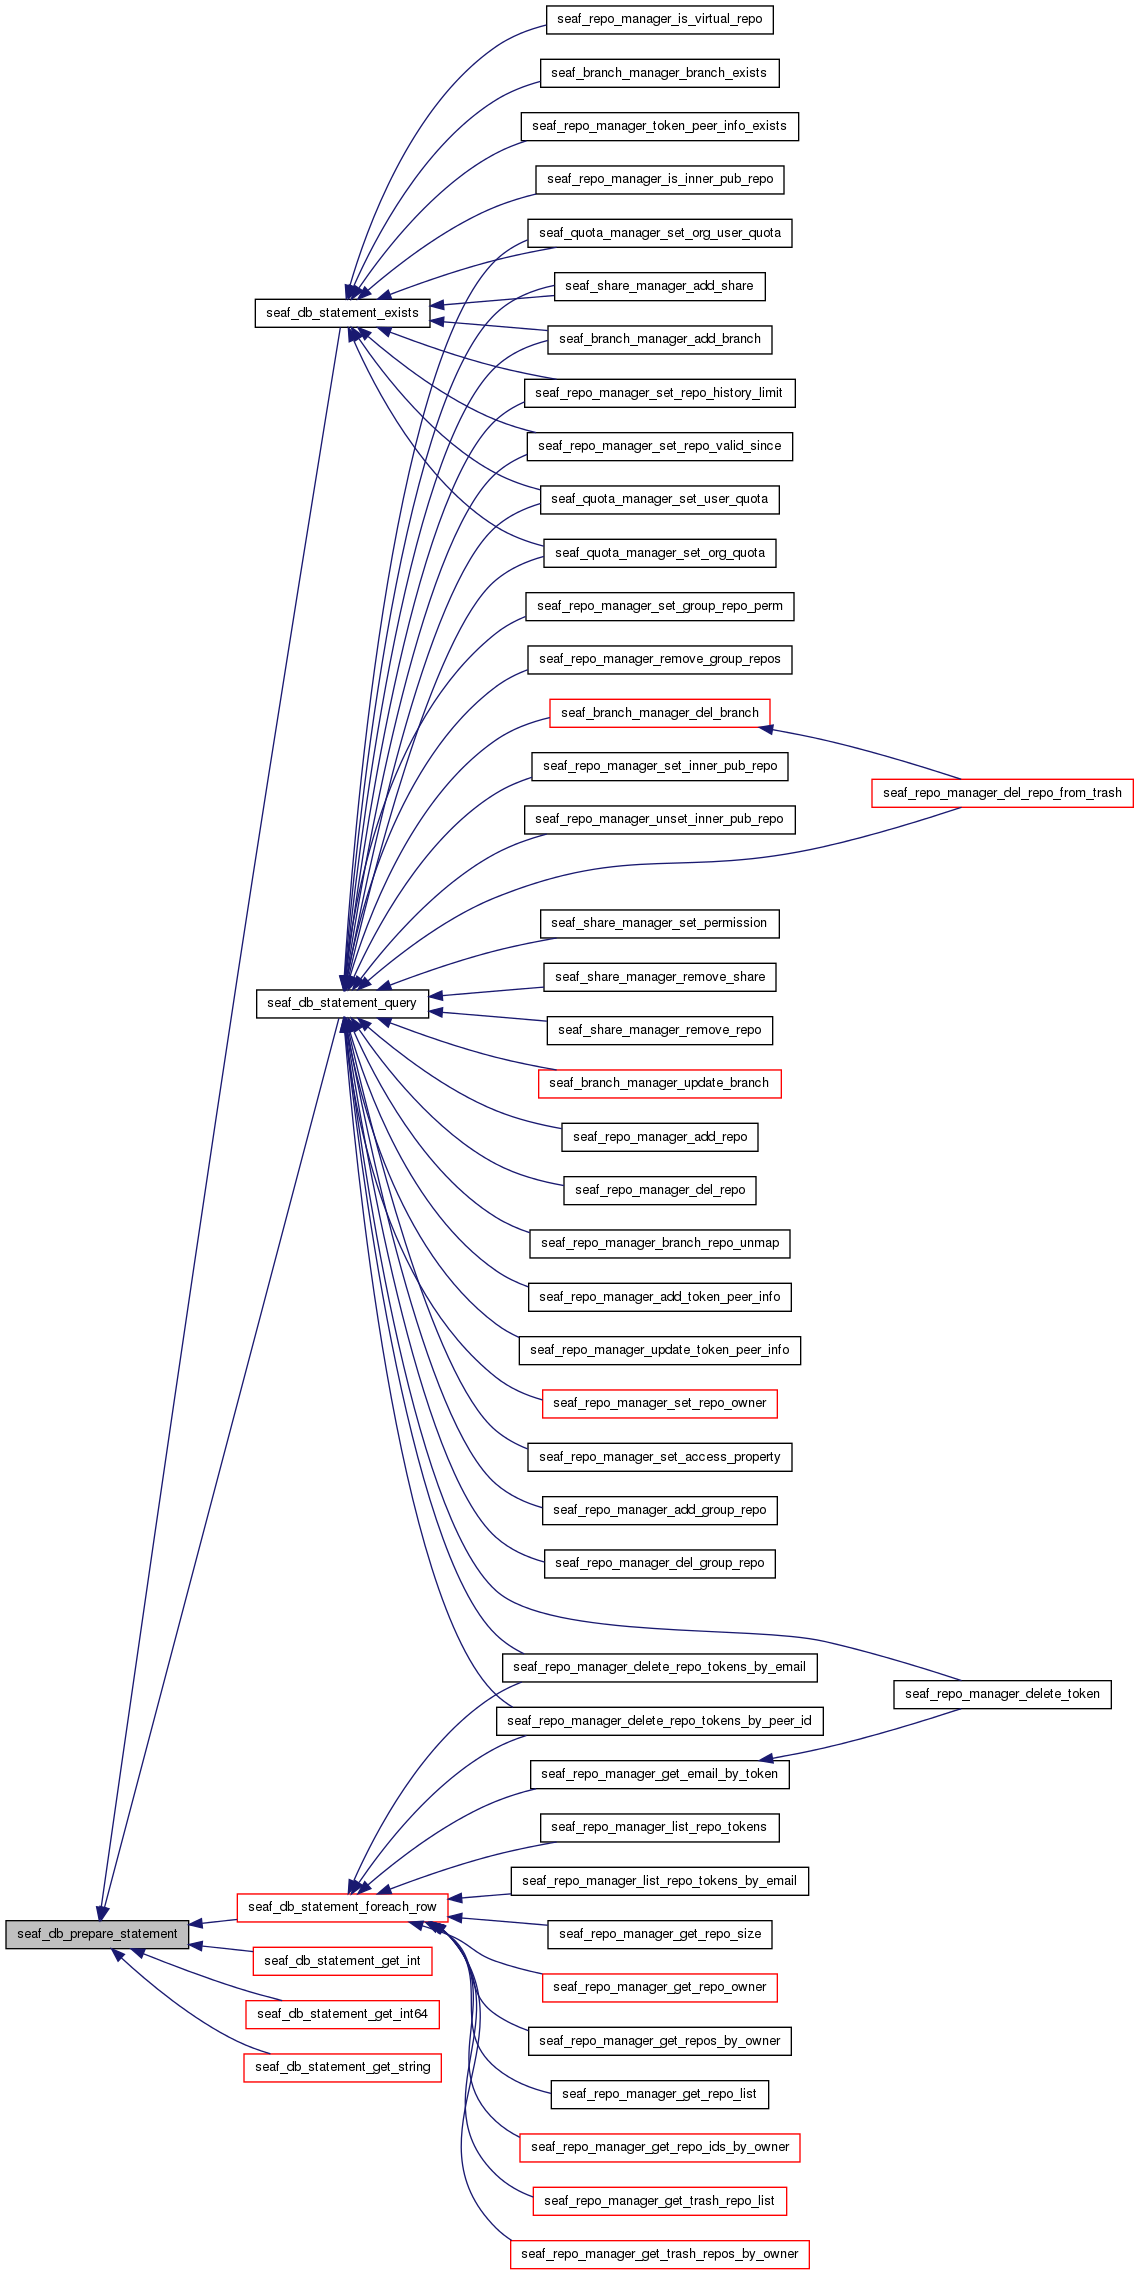 seaf_repo_manager_is_virtual_repo
seaf_branch_manager_branch_exists
seaf_repo_manager_token_peer_info_exists
seaf_repo_manager_is_inner_pub_repo
seaf_quota_manager_set_org_user_quota
seaf_share_manager_add_share
seaf_db_statement_exists
seaf_branch_manager_add_branch
seaf_repo_manager_set_repo_history_limit
seaf_repo_manager_set_repo_valid_since
seaf_quota_manager_set_user_quota
seaf_quota_manager_set_org_quota
seaf_repo_manager_set_group_repo_perm
seaf_repo_manager_remove_group_repos
seaf_branch_manager_del_branch
seaf_repo_manager_set_inner_pub_repo
seaf_repo_manager_del_repo_from_trash
seaf_repo_manager_unset_inner_pub_repo
seaf_share_manager_set_permission
seaf_share_manager_remove_share
seaf_db_statement_query
seaf_share_manager_remove_repo
seaf_branch_manager_update_branch
seaf_repo_manager_add_repo
seaf_repo_manager_del_repo
seaf_repo_manager_branch_repo_unmap
seaf_repo_manager_add_token_peer_info
seaf_repo_manager_update_token_peer_info
seaf_repo_manager_set_repo_owner
seaf_repo_manager_set_access_property
seaf_repo_manager_add_group_repo
seaf_repo_manager_del_group_repo
seaf_repo_manager_delete_repo_tokens_by_email
seaf_repo_manager_delete_token
seaf_repo_manager_delete_repo_tokens_by_peer_id
seaf_repo_manager_get_email_by_token
seaf_repo_manager_list_repo_tokens
seaf_repo_manager_list_repo_tokens_by_email
seaf_db_statement_foreach_row
seaf_db_prepare_statement
seaf_repo_manager_get_repo_size
seaf_db_statement_get_int
seaf_repo_manager_get_repo_owner
seaf_db_statement_get_int64
seaf_repo_manager_get_repos_by_owner
seaf_db_statement_get_string
seaf_repo_manager_get_repo_list
seaf_repo_manager_get_repo_ids_by_owner
seaf_repo_manager_get_trash_repo_list
seaf_repo_manager_get_trash_repos_by_owner